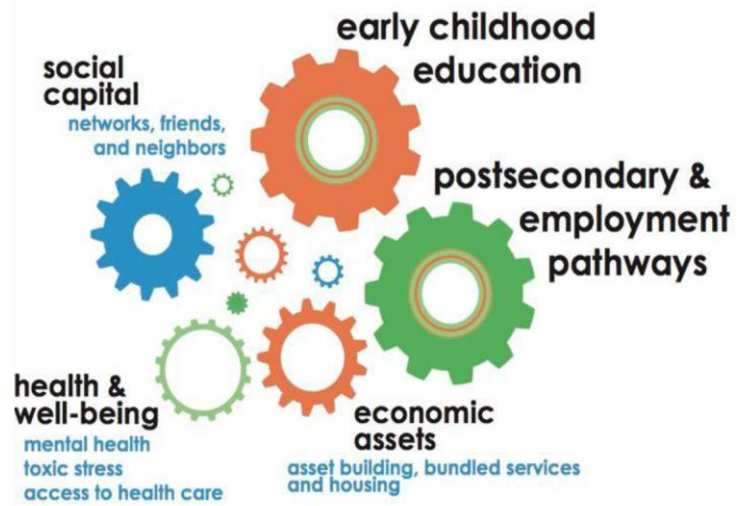 early childhood
education
social
capital
networks, friends,
and neighbors
postsecondary &
employment
pathways
health &
well-being
mental health
toxic stress
access to health care
economic
assets
asset building, bundled services
and housing